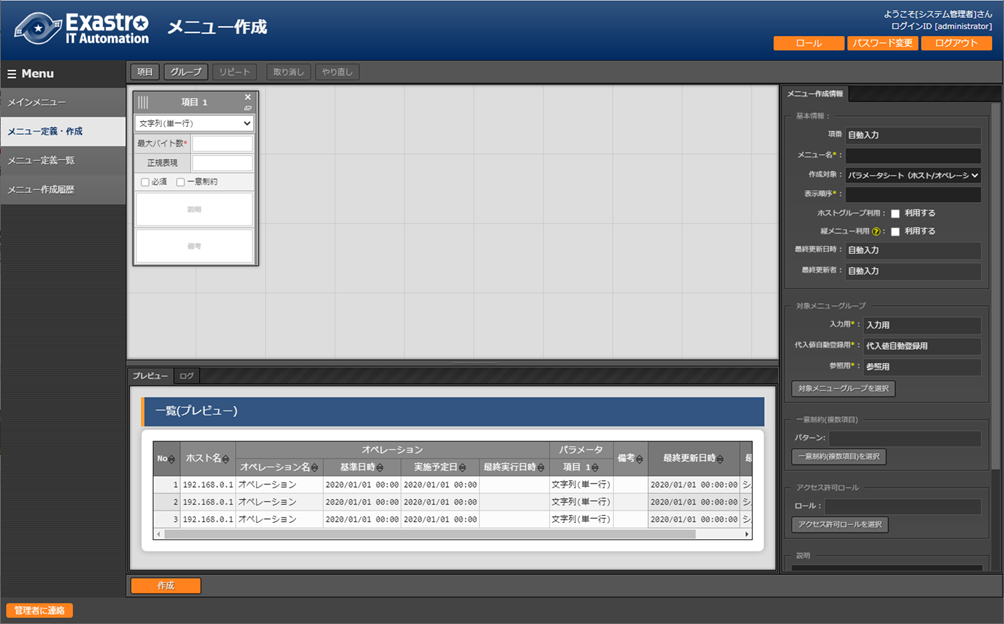 Exastro
IT Automation
メニュー作成
ようこそ[システム管理者]さん
ログインID [administrator]
ロール
パスワード変更
ログアウト
Menu
メインメニュー
メニュー定義・作成
メニュー定義一覧
メニュー作成履歴
項目
グループ
リピート
取り消し
やり直し
項目 1
文字列(単一行)
最大バイト数*
正規表現
必須 一意制約
説明
備考
メニュー作成情報
基本情報:
項番 自動入力
メニュー名*:
作成対象: パラメータシート (ホスト/オペレーシ
表示順序*:
ホストグループ利用: 利用する
縦メニュー利用 ?: 利用する
最終更新日時: 自動入力
最終更新者: 自動入力
対象メニューグループ
入力用*: 入力用
代入値自動登録用*: 代入値自動登録用
参照用*: 参照用
対象メニューグループを選択
一意制約(複数項目)
パターン:
一意制約(複数項目)を選択
アクセス許可ロール
ロール:
アクセス許可ロールを選択
説明
プレビュー ログ
一覧(プレビュー)
No ホスト名 オペレーション パラメータ 備考 最終更新日時 最
オペレーション名 基準日時 実施予定日 最終実行日時 項目 1
1 192.168.0.1 オペレーション 2020/01/01 00:00 2020/01/01 00:00 文字列(単一行) 2020/01/01 00:00:00 シ
2 192.168.0.1 オペレーション 2020/01/01 00:00 2020/01/01 00:00 文字列(単一行) 2020/01/01 00:00:00 シ
3 192.168.0.1 オペレーション 2020/01/01 00:00 2020/01/01 00:00 文字列(単一行) 2020/01/01 00:00:00 シ
作成
管理者に連絡